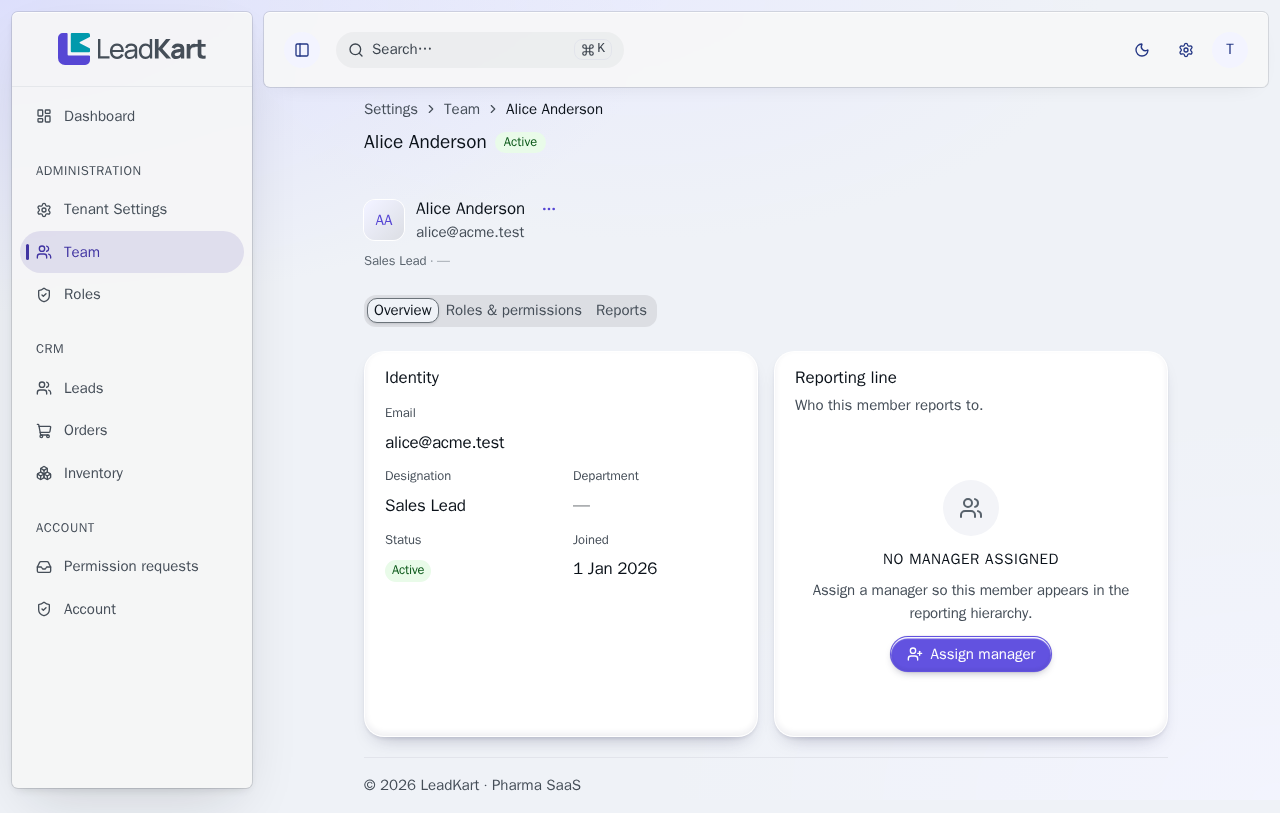 LeadKart
Search⋯
⌘ K
T
Dashboard
ADMINISTRATION
Tenant Settings
Team
Roles
CRM
Leads
Orders
Inventory
ACCOUNT
Permission requests
Account
Settings > Team > Alice Anderson
Alice Anderson Active
AA
Alice Anderson
alice@acme.test
Sales Lead · —
Overview Roles & permissions Reports
Identity
Email
alice@acme.test
Designation Department
Sales Lead —
Status Joined
Active 1 Jan 2026
Reporting line
Who this member reports to.
NO MANAGER ASSIGNED
Assign a manager so this member appears in the
reporting hierarchy.
Assign manager
© 2026 LeadKart · Pharma SaaS